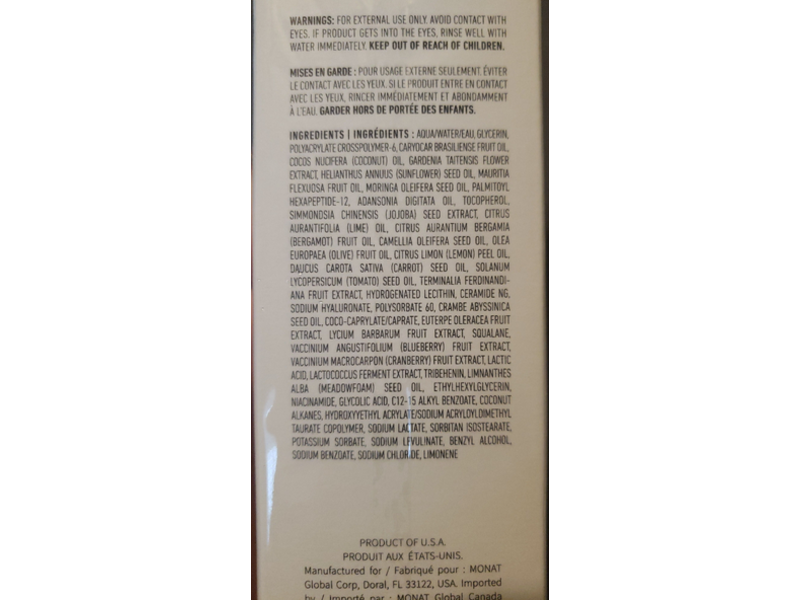 WARNINGS: FOR EXTERNAL USE ONLY. AVOID CONTACT WITH
EYES. IF PRODUCT GETS INTO THE EYES, RINSE WELL WITH
WATER IMMEDIATELY. KEEP OUT OF REACH OF CHILDREN.
MISES EN GARDE : POUR USAGE EXTERNE SEULEMENT. ÉVITER
LE CONTACT AVEC LES YEUX. SI LE PRODUIT ENTRE EN CONTACT
AVEC LES YEUX, RINCER IMMÉDIATEMENT ET ABONDAMMENT
À L'EAU. GARDER HORS DE PORTÉE DES ENFANTS.
INGREDIENTS | INGRÉDIENTS : AQUA/WATER/EAU, GLYCERIN,
POLYACRYLATE CROSSPOLYMER-6, CARYOCAR BRASILIENSE FRUIT OIL,
COCOS NUCIFERA (COCONUT) OIL, GARDENIA TAITENSIS FLOWER
EXTRACT, HELIANTHUS ANNUUS (SUNFLOWER) SEED OIL, MAURITIA
FLEXUOSA FRUIT OIL, MORINGA OLEIFERA SEED OIL, PALMITOYL
HEXAPEPTIDE-12, ADANSONIA DIGITATA OIL, TOCOPHEROL,
SIMMONDSIA CHINENSIS (JOJOBA) SEED EXTRACT, CITRUS
AURANTIFOLIA (LIME) OIL, CITRUS AURANTIUM BERGAMIA
(BERGAMOT) FRUIT OIL, CAMELLIA OLEIFERA SEED OIL, OLEA
EUROPAEA (OLIVE) FRUIT OIL, CITRUS LIMON (LEMON) PEEL OIL,
DAUCUS CAROTA SATIVA (CARROT) SEED OIL, SOLANUM
LYCOPERSICUM (TOMATO) SEED OIL, TERMINALIA FERDINANDI-
ANA FRUIT EXTRACT, HYDROGENATED LECITHIN, CERAMIDE NG,
SODIUM HYALURONATE, POLYSORBATE 60, CRAMBE ABYSSINICA
SEED OIL, COCO-CAPRYLATE/CAPRATE, EUTERPE OLERACEA FRUIT
EXTRACT, LYCIUM BARBARUM FRUIT EXTRACT, SQUALANE,
VACCINIUM ANGUSTIFOLIUM (BLUEBERRY) FRUIT EXTRACT,
VACCINIUM MACROCARPON (CRANBERRY) FRUIT EXTRACT, LACTIC
ACID, LACTOCOCCUS FERMENT EXTRACT, TRIBEHENIN, LIMNANTHES
ALBA (MEADOWFOAM) SEED OIL, ETHYLHEXYLGLYCERIN,
NIACINAMIDE, GLYCOLIC ACID, C12-15 ALKYL BENZOATE, COCONUT
ALKANES, HYDROXYYETHYL ACRYLATE/SODIUM ACRYLOYLDIMETHYL
TAURATE COPOLYMER, SODIUM LACTATE, SORBITAN ISOSTEARATE,
POTASSIUM SORBATE, SODIUM LEVULINATE, BENZYL ALCOHOL,
SODIUM BENZOATE, SODIUM CHLORIDE, LIMONENE
PRODUCT OF U.S.A.
PRODUIT AUX ÉTATS-UNIS.
Manufactured for / Fabriqué pour : MONAT
Global Corp, Doral, FL 33122, USA. Imported
by / Importé par : MONAT Global Canada